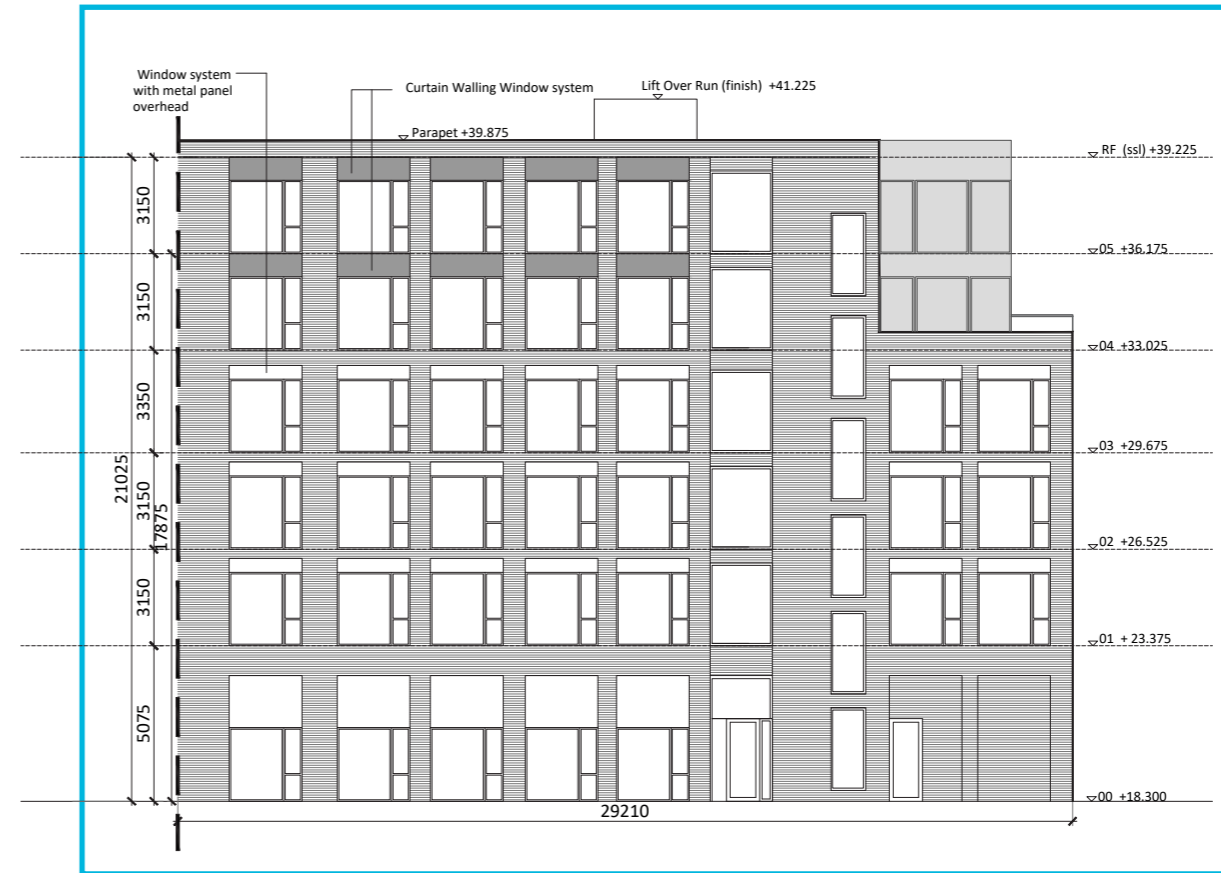 Window system
with metal panel
overhead
Curtain Walling Window system
Lift Over Run (finish) +41.225
Parapet +39.875
RF (ssl) +39.225
3150
05 +36.175
3150
04 +33.025
3350
03 +29.675
21025
3150
17875
02 +26.525
3150
01 + 23.375
5075
00 +18.300
29210